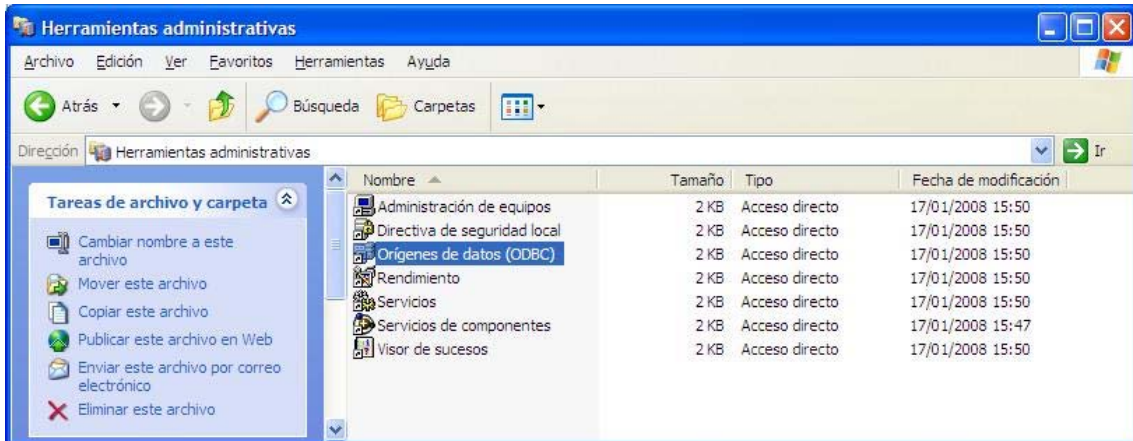 Herramientas administrativas
Archivo Edición Ver Favoritos Herramientas Ayuda
Atrás Búsqueda Carpetas
Dirección Herramientas administrativas Ir
Tareas de archivo y carpeta
Cambiar nombre a este
archivo
Mover este archivo
Copiar este archivo
Publicar este archivo en Web
Enviar este archivo por correo
electrónico
Eliminar este archivo
Nombre Tamaño Tipo Fecha de modificación
Administración de equipos 2 KB Acceso directo 17/01/2008 15:50
Directiva de seguridad local 2 KB Acceso directo 17/01/2008 15:50
Orígenes de datos (ODBC) 2 KB Acceso directo 17/01/2008 15:50
Rendimiento 2 KB Acceso directo 17/01/2008 15:50
Servicios 2 KB Acceso directo 17/01/2008 15:50
Servicios de componentes 2 KB Acceso directo 17/01/2008 15:47
Visor de sucesos 2 KB Acceso directo 17/01/2008 15:50